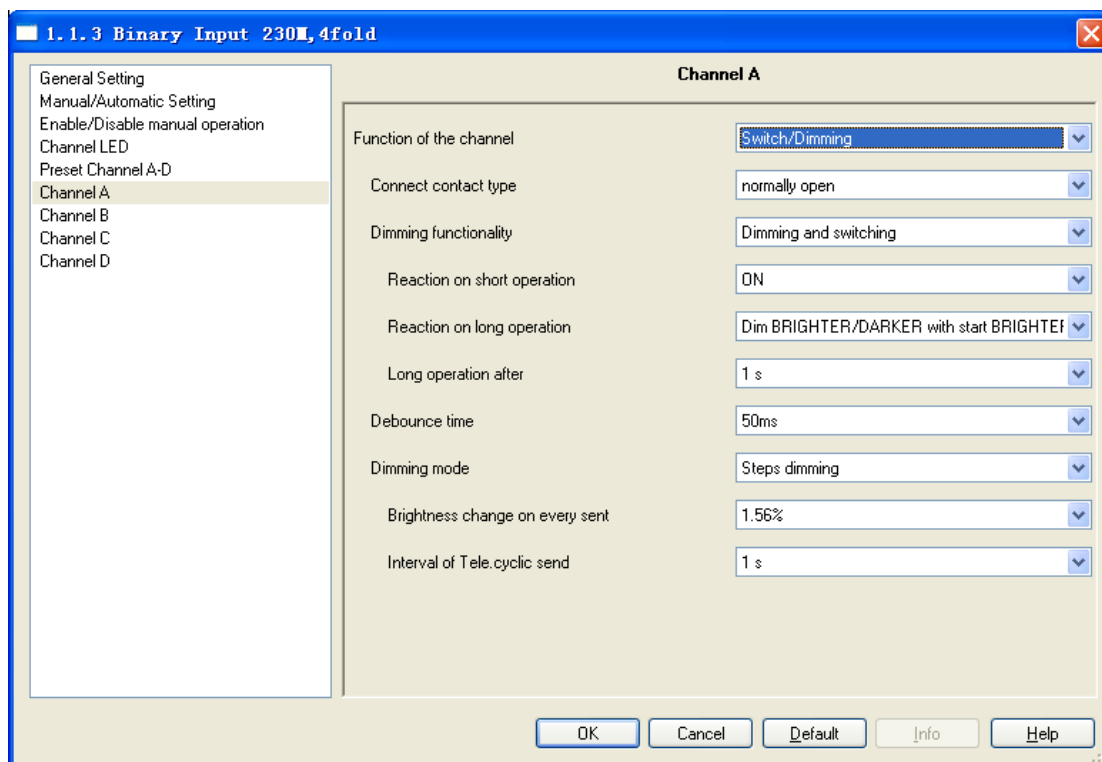 1.1.3 Binary Input 230M,4fold
General Setting
Manual/Automatic Setting
Enable/Disable manual operation
Channel LED
Preset Channel A-D
Channel A
Channel B
Channel C
Channel D
Channel A
Function of the channel Switch/Dimming
Connect contact type normally open
Dimming functionality Dimming and switching
Reaction on short operation ON
Reaction on long operation Dim BRIGHTER/DARKER with start BRIGHTER
Long operation after 1 s
Debounce time 50ms
Dimming mode Steps dimming
Brightness change on every sent 1.56%
Interval of Tele.cyclic send 1 s
OK Cancel Default Info Help